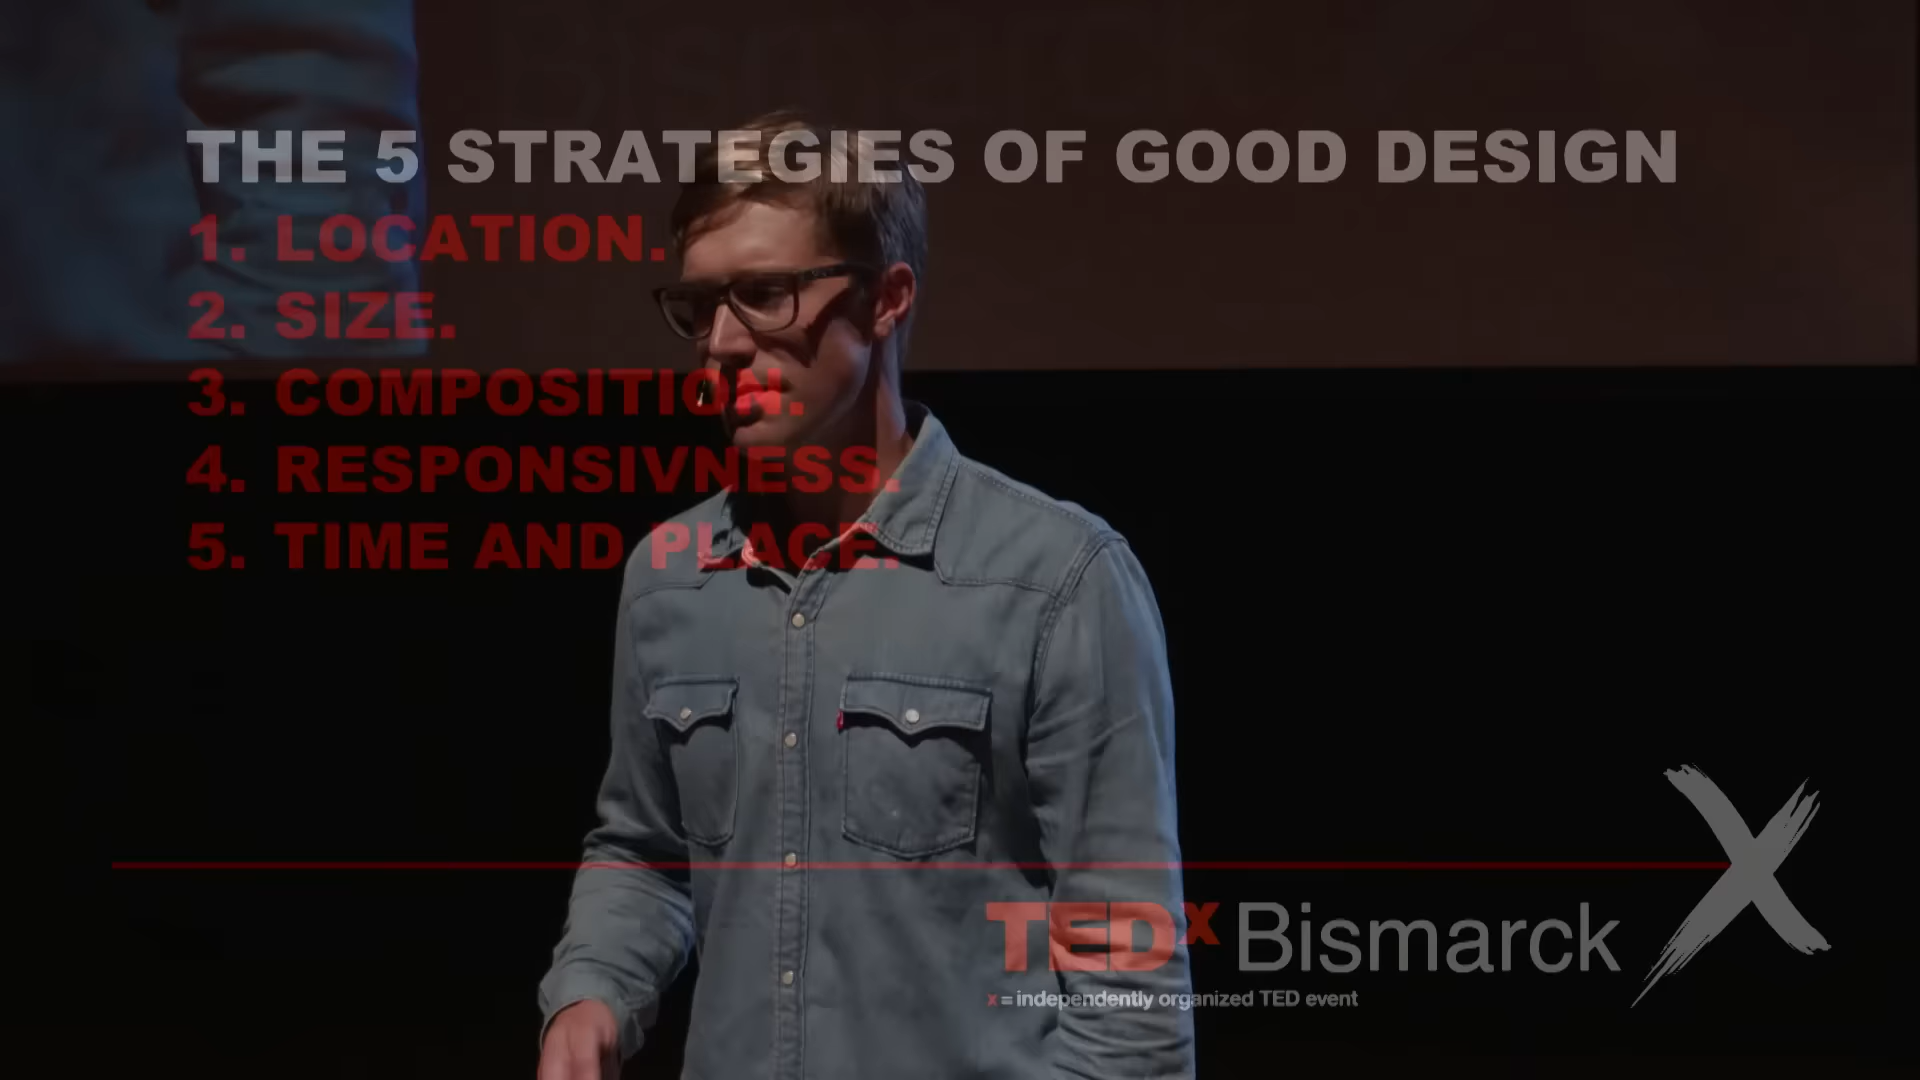 THE 5 STRATEGIES OF GOOD DESIGN
1. LOCATION.
2. SIZE.
3. COMPOSITION.
4. RESPONSIVNESS.
5. TIME AND PLACE.
TEDx Bismarck X
x = independently organized TED event